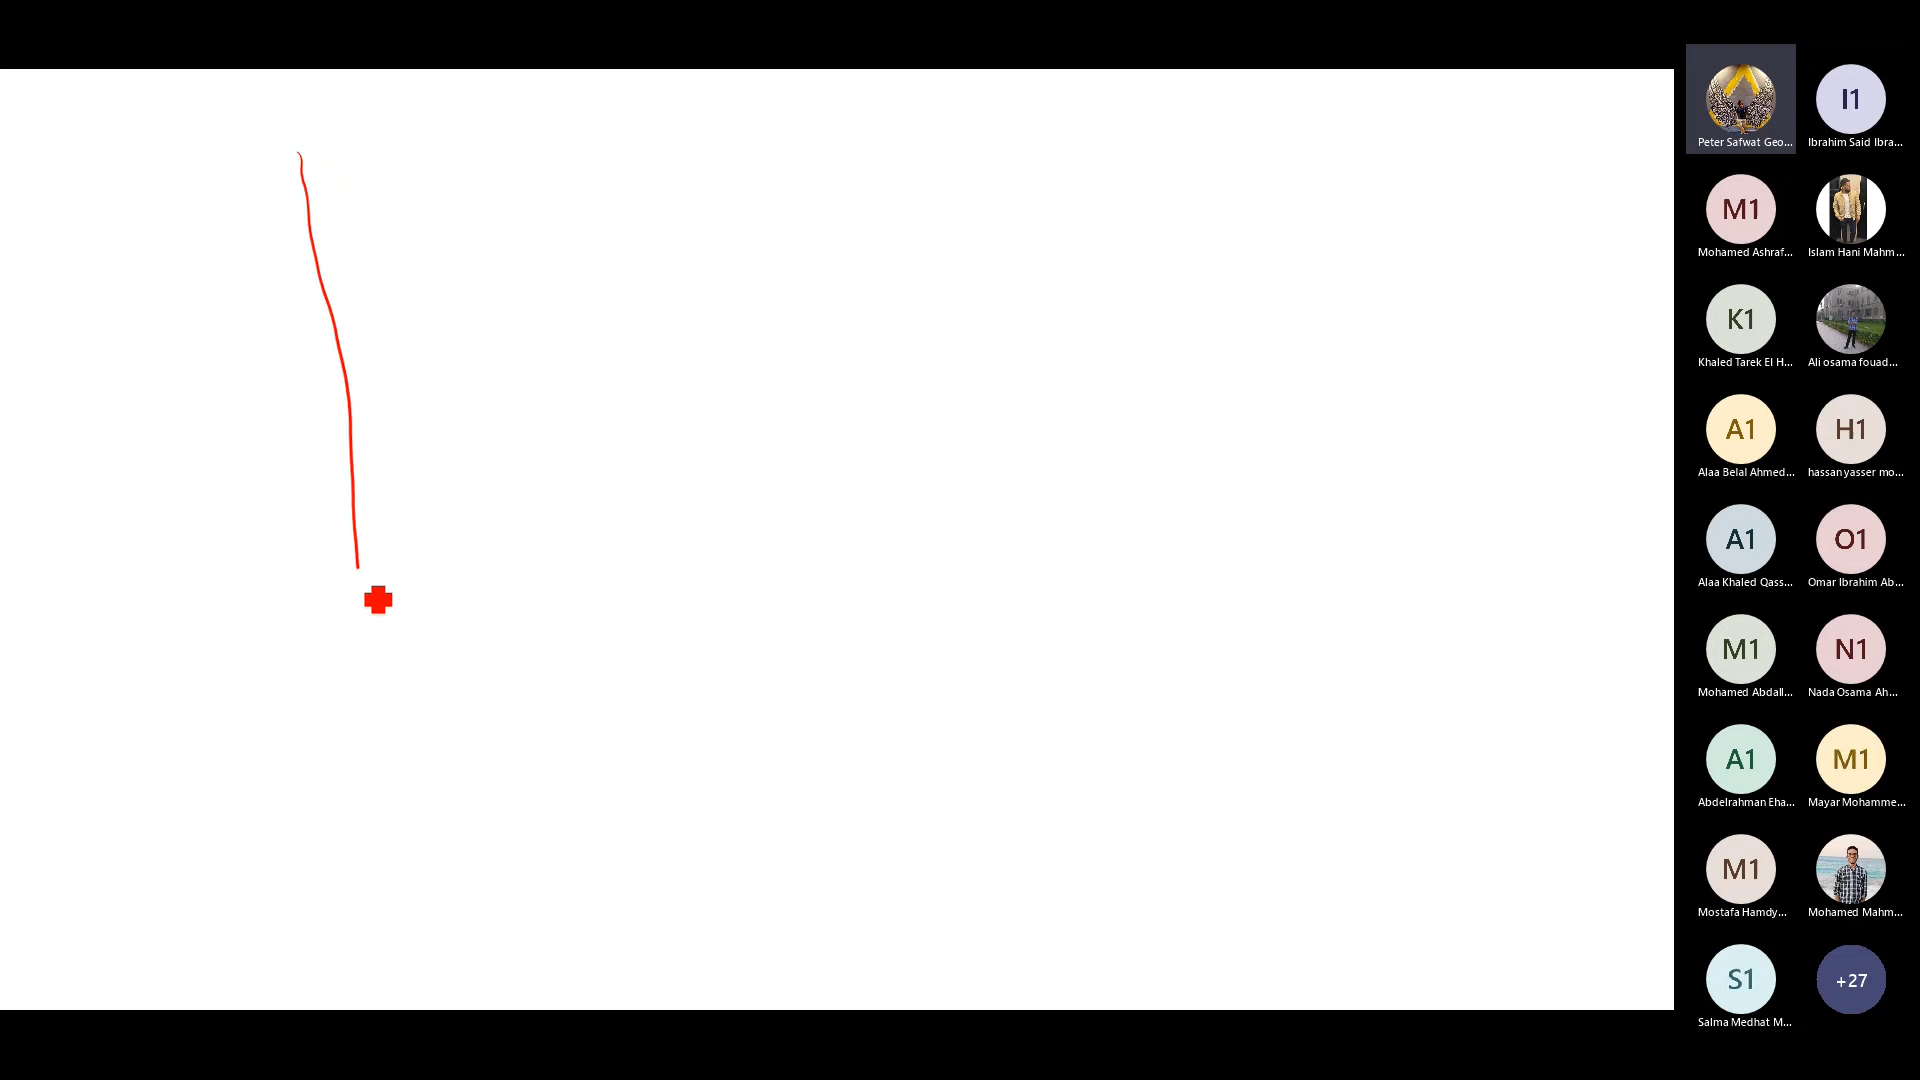 Peter Safwat Geo...
Ibrahim Said Ibra...
I1
M1
Mohamed Ashraf...
Islam Hani Mahm...
K1
Khaled Tarek El H...
Ali osama fouad...
A1
H1
Alaa Belal Ahmed...
hassan yasser mo...
A1
O1
Alaa Khaled Qass...
Omar Ibrahim Ab...
M1
N1
Mohamed Abdall...
Nada Osama Ah...
A1
M1
Abdelrahman Eha...
Mayar Mohamme...
M1
Mostafa Hamdy...
Mohamed Mahm...
S1
+27
Salma Medhat M...